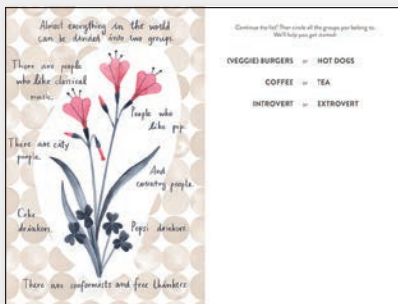 Almost everything in the world
can be divided into two groups.
There are people
who like classical
music.
People who
like pop.
There are city
people.
And
country people.
Coke
drinkers.
Pepsi drinkers.
There are conformists and free thinkers
Continue the list! Then circle all the groups you belong to.
We'll help you get started:
(VEGGIE) BURGERS or HOT DOGS
COFFEE or TEA
INTROVERT or EXTROVERT